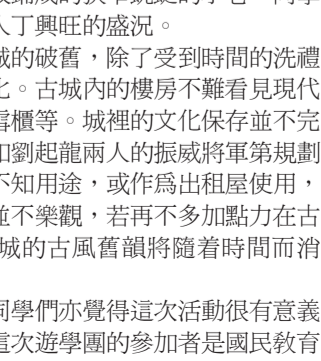 人丁興旺的盛況。
城的破舊，除了受到時間的洗禮
化。古城內的樓房不難看見現代
雪櫃等。城裡的文化保存並不完
如劉起龍兩人的振威將軍第規劃
不知用途，或作爲出租屋使用，
並不樂觀，若再不多加點力在古
城的古風舊韻將隨着時間而消
同學們亦覺得這次活動很有意義
這次遊學團的參加者是國民教育